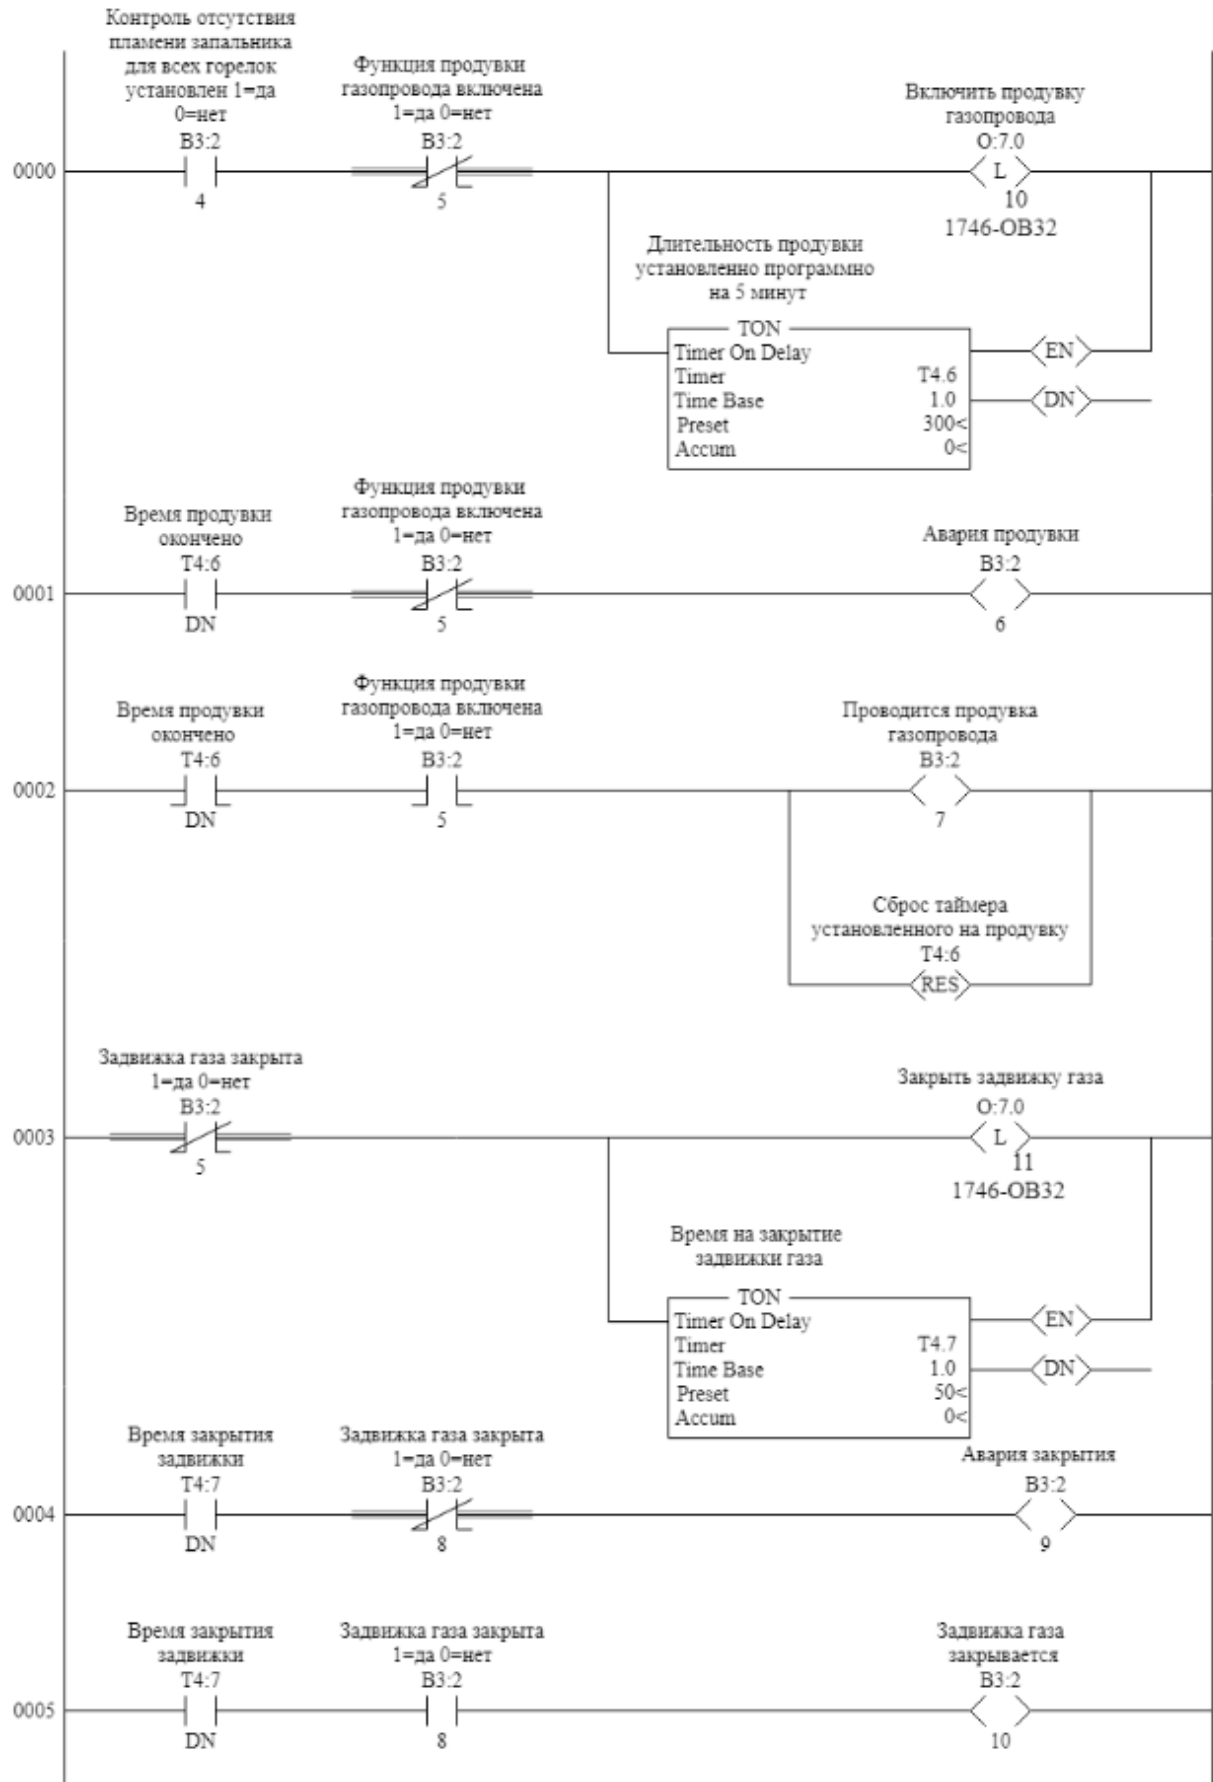 Контроль отсутствия
пламени запальника
для всех горелок
установлен 1=да
0=нет
B3:2
4
Функция продувки
газопровода включена
1=да 0=нет
B3:2
5
Включить продувку
газопровода
O:7.0
L
10
1746-OB32
0000
Длительность продувки
установленно программно
на 5 минут
TON
Timer On Delay
Timer T4.6
Time Base 1.0
Preset 300<
Accum 0<
EN
DN
Время продувки
окончено
T4:6
DN
Функция продувки
газопровода включена
1=да 0=нет
B3:2
5
Авария продувки
B3:2
6
0001
Время продувки
окончено
T4:6
DN
Функция продувки
газопровода включена
1=да 0=нет
B3:2
5
Проводится продувка
газопровода
B3:2
7
0002
Сброс таймера
установленного на продувку
T4:6
RES
Задвижка газа закрыта
1=да 0=нет
B3:2
5
Закрыть задвижку газа
O:7.0
L
11
1746-OB32
0003
Время на закрытие
задвижки газа
TON
Timer On Delay
Timer T4.7
Time Base 1.0
Preset 50<
Accum 0<
EN
DN
Время закрытия
задвижки
T4:7
DN
Задвижка газа закрыта
1=да 0=нет
B3:2
8
Авария закрытия
B3:2
9
0004
Время закрытия
задвижки
T4:7
DN
Задвижка газа закрыта
1=да 0=нет
B3:2
8
Задвижка газа
закрывается
B3:2
10
0005